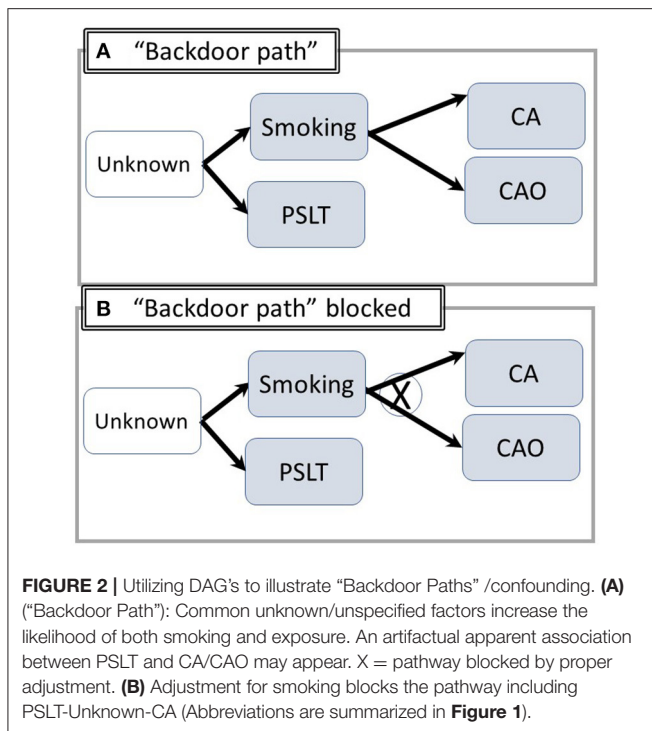 A "Backdoor path"
Smoking
CA
Unknown
CAO
PSLT
B "Backdoor path" blocked
Smoking
X
CA
Unknown
CAO
PSLT
FIGURE 2 | Utilizing DAG's to illustrate "Backdoor Paths" /confounding. (A)
("Backdoor Path"): Common unknown/unspecified factors increase the
likelihood of both smoking and exposure. An artifactual apparent association
between PSLT and CA/CAO may appear. X = pathway blocked by proper
adjustment. (B) Adjustment for smoking blocks the pathway including
PSLT-Unknown-CA (Abbreviations are summarized in Figure 1).